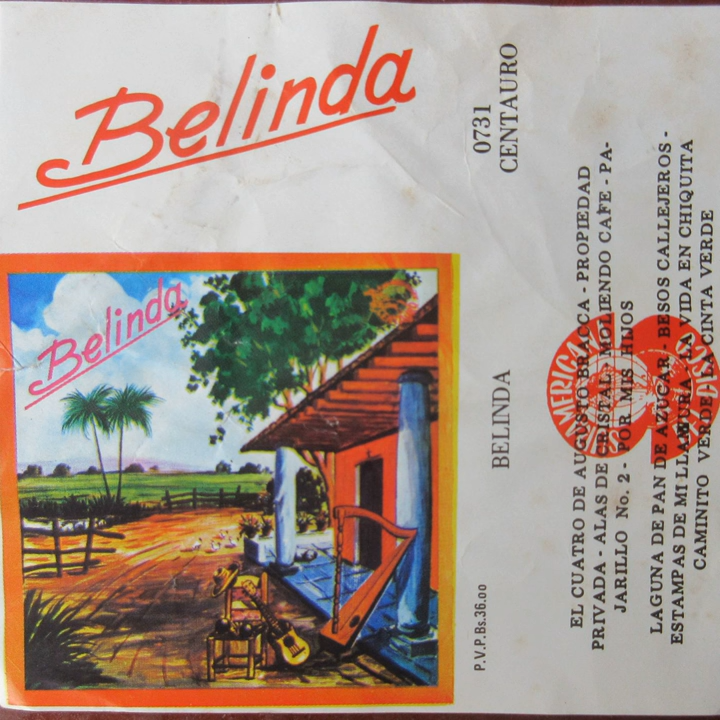 Belinda
Belinda
0731
CENTAURO
BELINDA
P.V.P.Bs.36.00
EL CUATRO DE AUGUSTO BRACCA - PROPIEDAD
PRIVADA - ALAS DE CRISTAL - MOLIENDO CAFE - PA-
JARILLO No. 2 - POR MIS HIJOS
LAGUNA DE PAN DE AZUCAR - BESOS CALLEJEROS -
ESTAMPAS DE MI LLANURA - LA VIDA EN CHIQUITA
CAMINITO VERDE - LA CINTA VERDE
AMERICAN